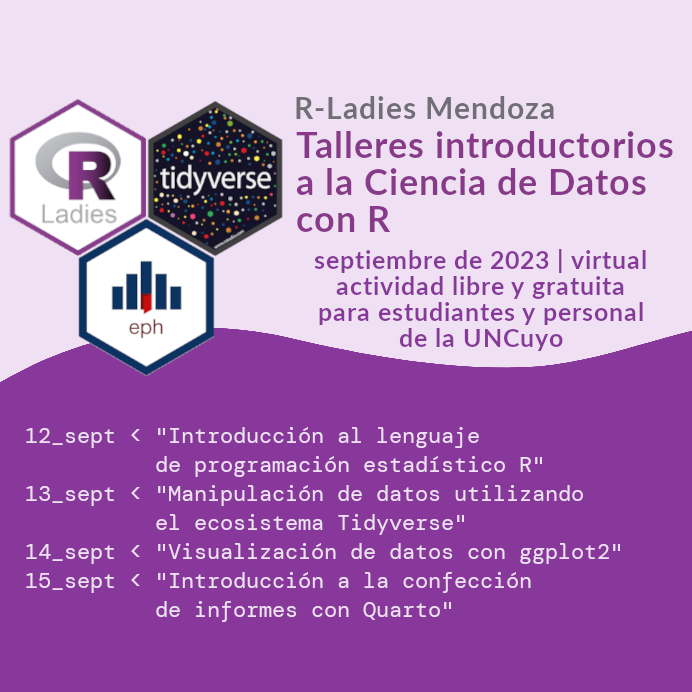 R-Ladies Mendoza
Talleres introductorios
a la Ciencia de Datos
con R
R
Ladies
tidyverse
eph
septiembre de 2023 | virtual
actividad libre y gratuita
para estudiantes y personal
de la UNCuyo
12_sept < "Introducción al lenguaje
de programación estadístico R"
13_sept < "Manipulación de datos utilizando
el ecosistema Tidyverse"
14_sept < "Visualización de datos con ggplot2"
15_sept < "Introducción a la confección
de informes con Quarto"